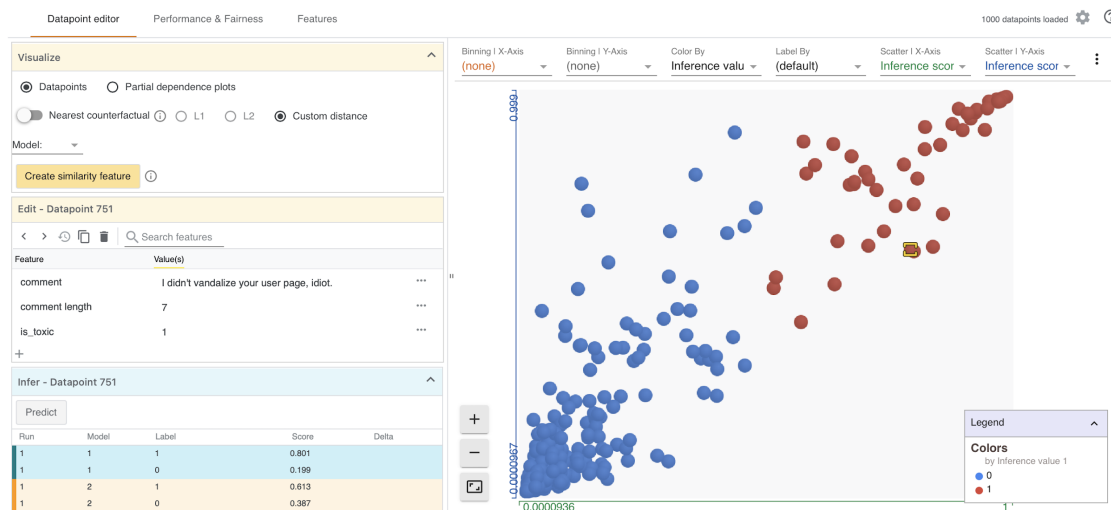 Datapoint editor Performance & Fairness Features 1000 datapoints loaded
Visualize
Datapoints Partial dependence plots
Nearest counterfactual L1 L2 Custom distance
Model:
Create similarity feature
Edit - Datapoint 751
Search features
Feature Value(s)
comment I didn't vandalize your user page, idiot.
comment length 7
is_toxic 1
Infer - Datapoint 751
Predict
Run Model Label Score Delta
1 1 1 0.801
1 1 0 0.199
1 2 1 0.613
1 2 0 0.387
Binning | X-Axis Binning | Y-Axis Color By Label By Scatter | X-Axis Scatter | Y-Axis
(none) (none) Inference valu (default) Inference scor Inference scor
0.999
0.0000967
0.0000936 1
Legend
Colors
by Inference value 1
0
1